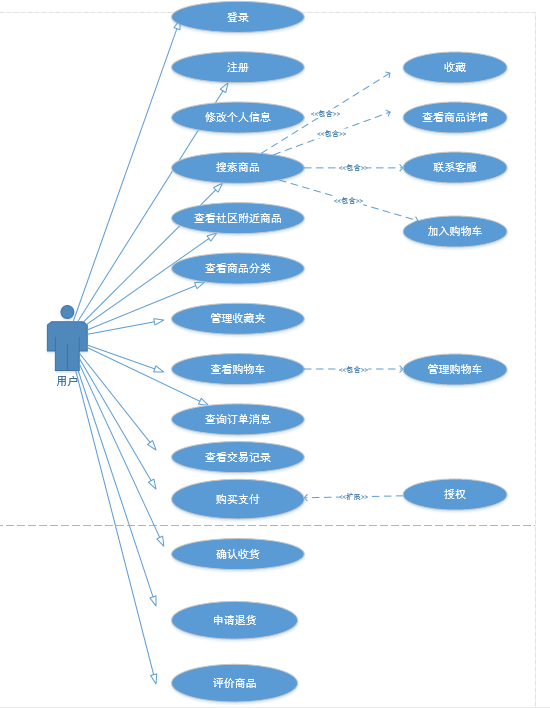 登录
注册
收藏
<<包含>>
修改个人信息
查看商品详情
<<包含>>
搜索商品
<<包含>>
联系客服
<<包含>>
查看社区附近商品
加入购物车
查看商品分类
管理收藏夹
查看购物车
<<包含>>
管理购物车
用户
查询订单消息
查看交易记录
购买支付
<<扩展>>
授权
确认收货
申请退货
评价商品